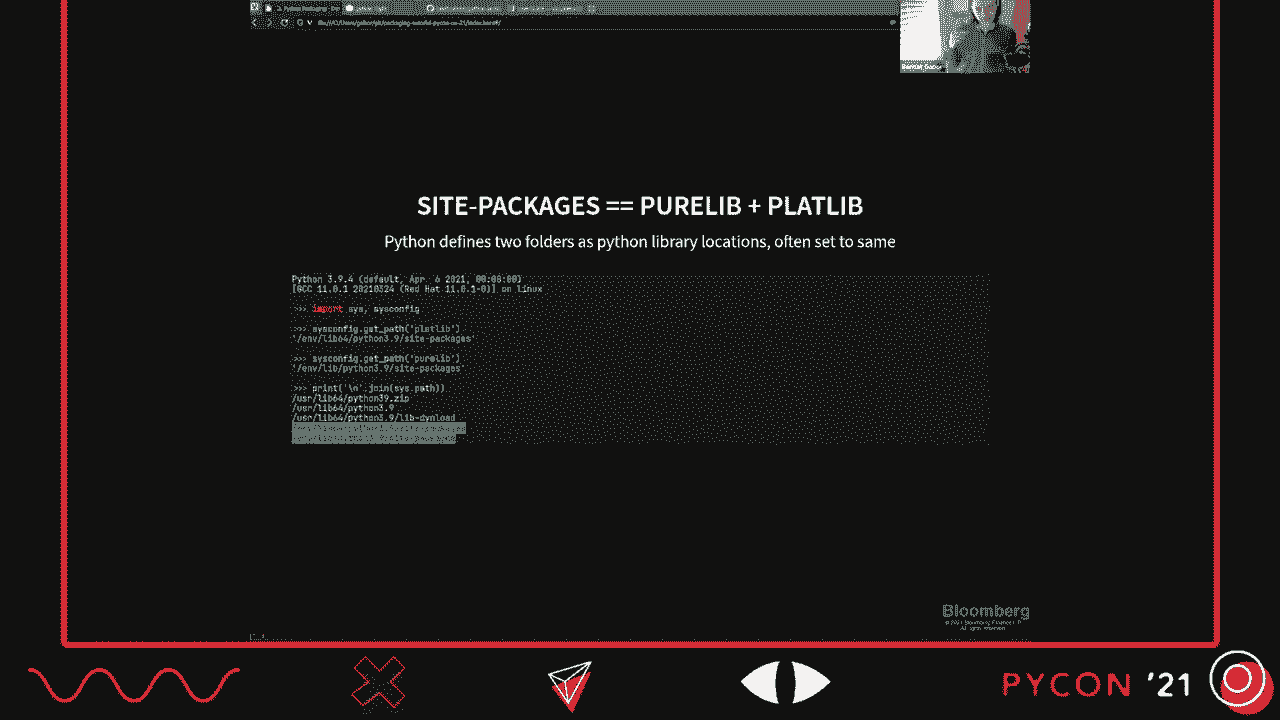 SITE-PACKAGES == PURELIB + PLATLIB
Python defines two folders as python library locations, often set to same
Python 3.9.4 (default, Apr 6 2021, 00:00:00)
[GCC 11.0.1 20210324 (Red Hat 11.0.1-0)] on linux
>>> import sys, sysconfig
>>> sysconfig.get_path('platlib')
'/env/lib64/python3.9/site-packages'
>>> sysconfig.get_path('purelib')
'/env/lib/python3.9/site-packages'
>>> print('\n'.join(sys.path))
/usr/lib64/python39.zip
/usr/lib64/python3.9
/usr/lib64/python3.9/lib-dynload
Bloomberg
PYCON '21